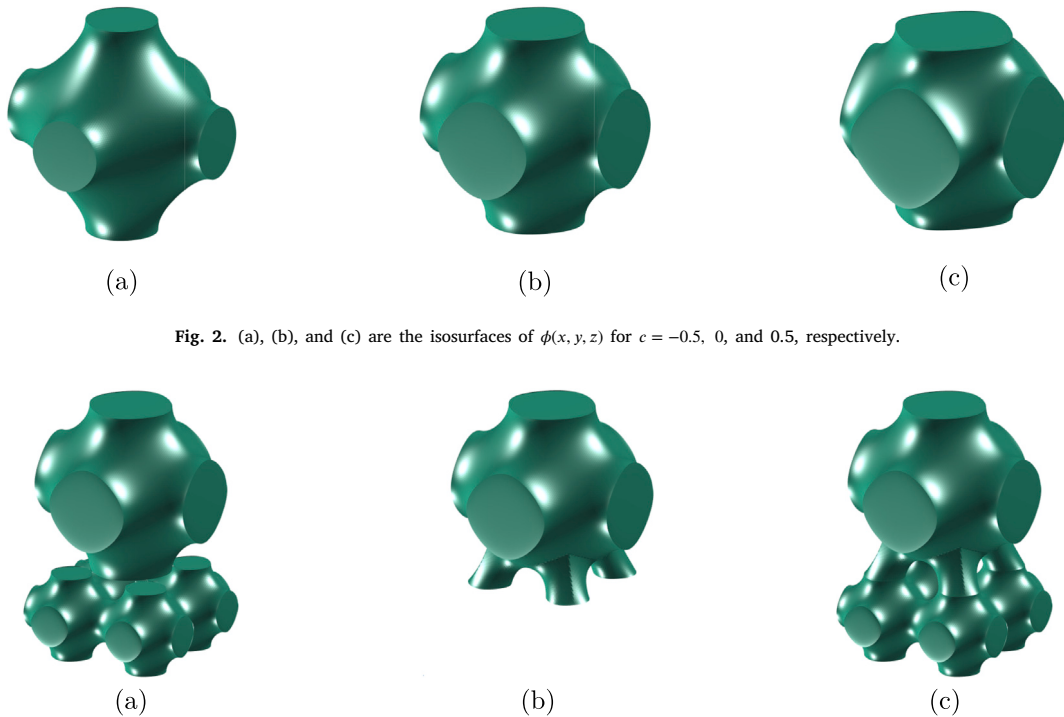 (a) (b) (c)
Fig. 2. (a), (b), and (c) are the isosurfaces of ϕ(x, y, z) for c = −0.5, 0, and 0.5, respectively.
(a) (b) (c)